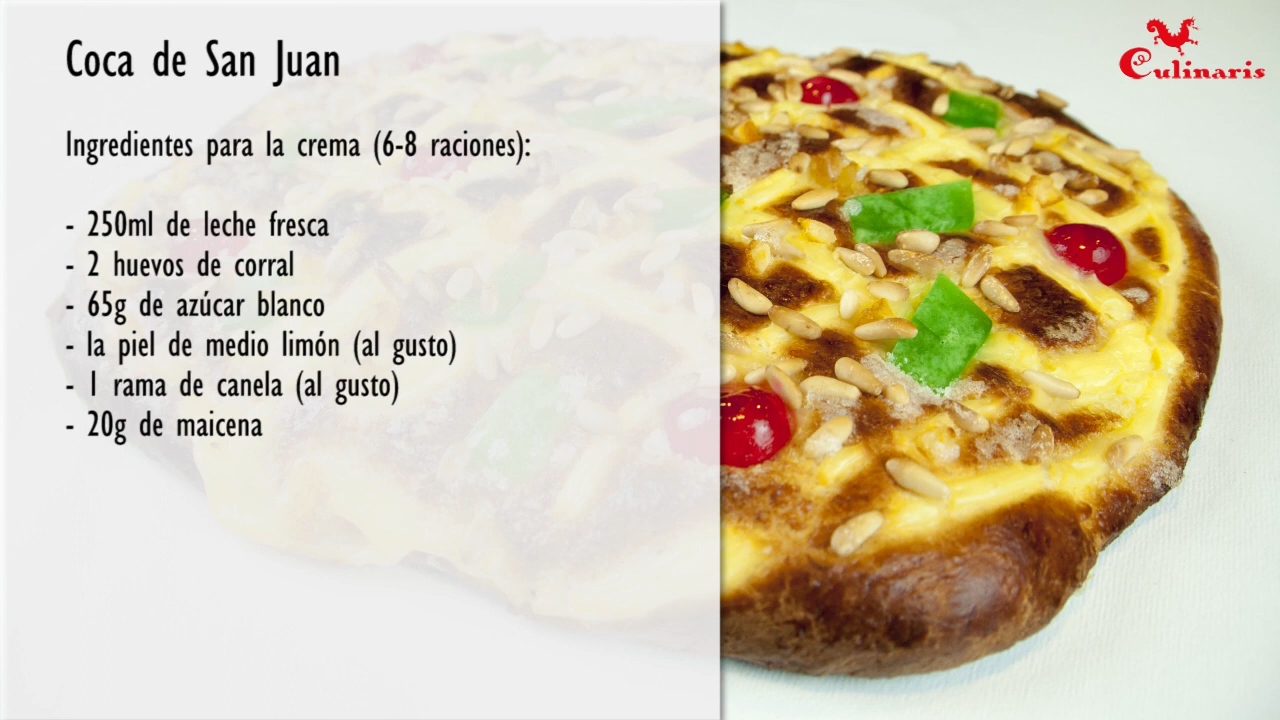 Coca de San Juan
Culinaris
Ingredientes para la crema (6-8 raciones):
- 250ml de leche fresca
- 2 huevos de corral
- 65g de azúcar blanco
- la piel de medio limón (al gusto)
- 1 rama de canela (al gusto)
- 20g de maicena